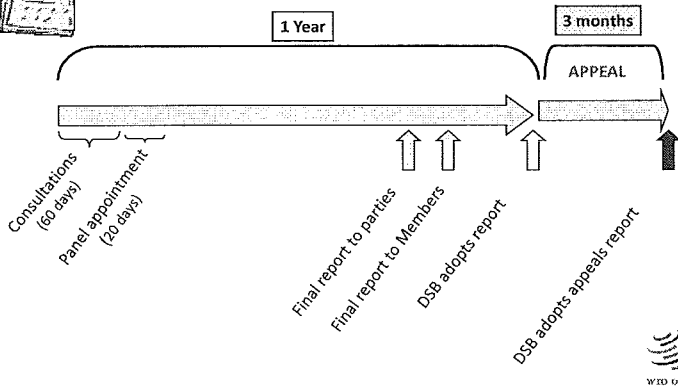 1 Year
3 months
APPEAL
Consultations
(60 days)
Panel appointment
(20 days)
Final report to parties
Final report to Members
DSB adopts report
DSB adopts appeals report